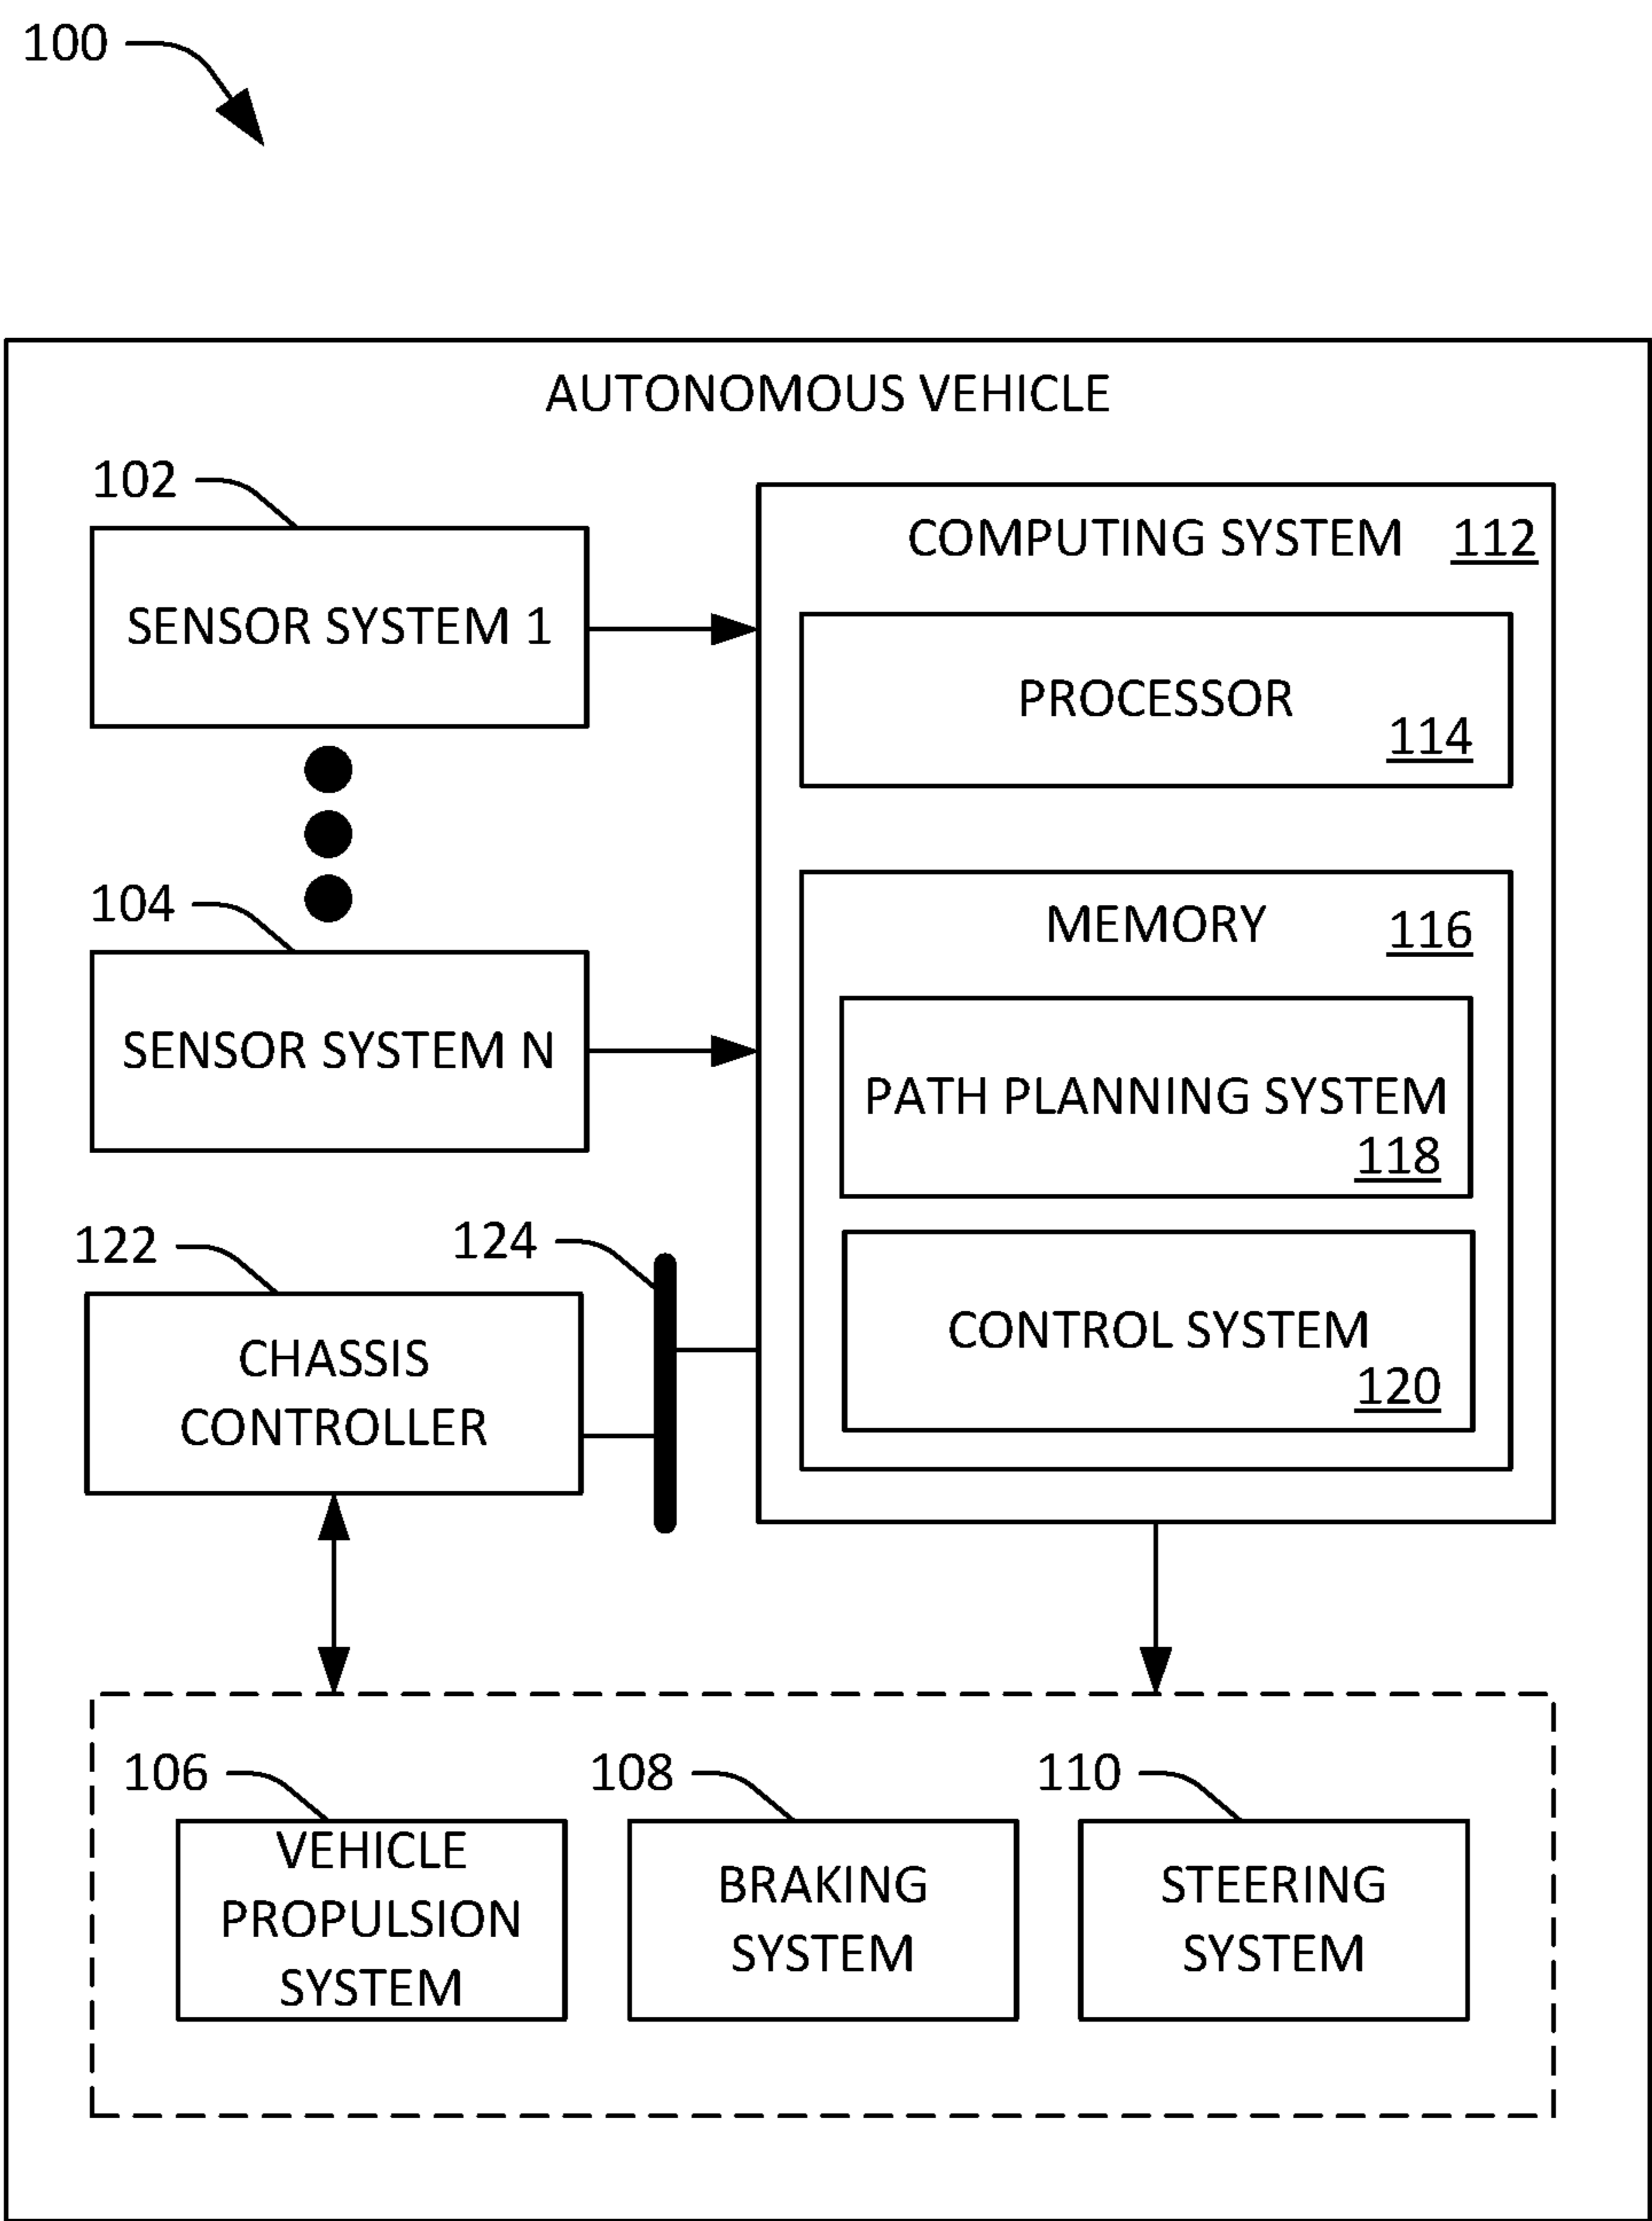 100
AUTONOMOUS VEHICLE
102
SENSOR SYSTEM 1
104
SENSOR SYSTEM N
COMPUTING SYSTEM 112
PROCESSOR
114
MEMORY 116
PATH PLANNING SYSTEM
118
CONTROL SYSTEM
120
122
CHASSIS
CONTROLLER
124
106
VEHICLE
PROPULSION
SYSTEM
108
BRAKING
SYSTEM
110
STEERING
SYSTEM